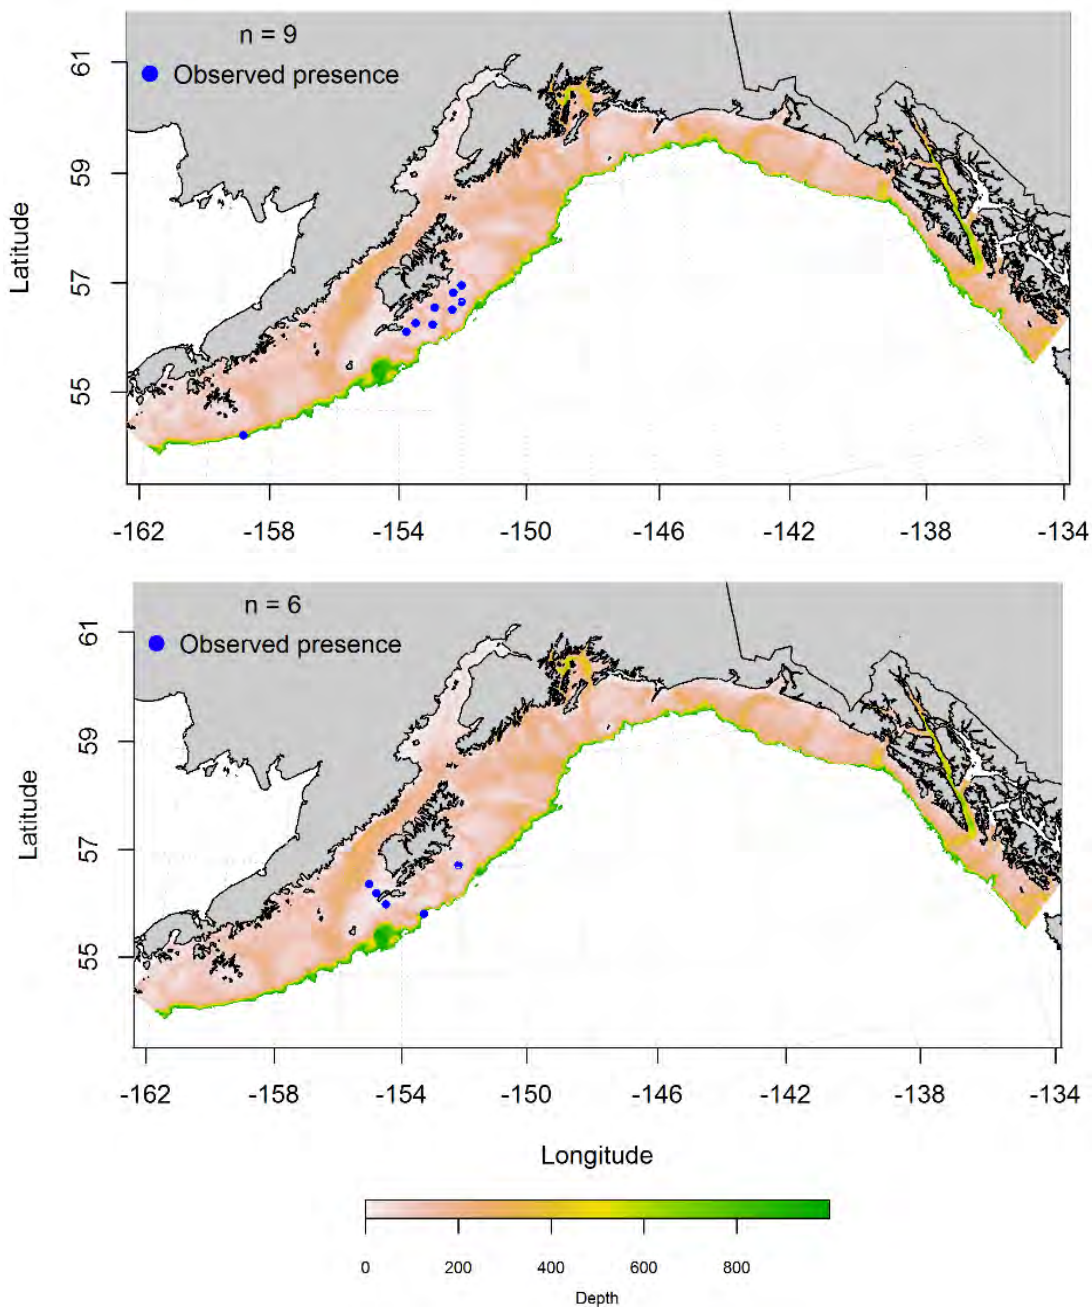 n = 9
Observed presence
61
59
57
55
Latitude
-162 -158 -154 -150 -146 -142 -138 -134
n = 6
Observed presence
61
59
57
55
Latitude
-162 -158 -154 -150 -146 -142 -138 -134
Longitude
0 200 400 600 800
Depth